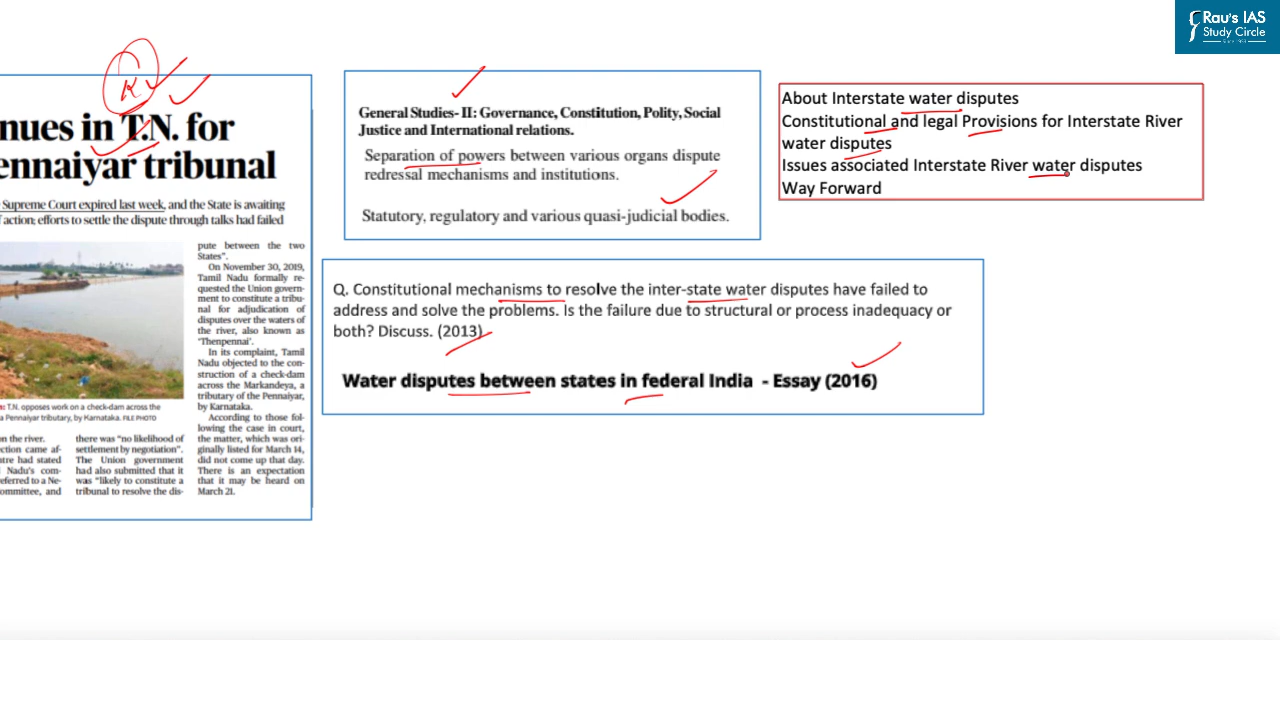 Rau's IAS
Study Circle
nues in T.N. for
ennaiyar tribunal
Supreme Court expired last week, and the State is awaiting
action; efforts to settle the dispute through talks had failed
T.N. opposes work on a check-dam across the
a Pennaiyar tributary, by Karnataka. FILE PHOTO
on the river.
ction came af-
tre had stated
Nadu's com-
eferred to a Ne-
ommittee, and
there was "no likelihood of
settlement by negotiation".
The Union government
had also submitted that it
was "likely to constitute a
tribunal to resolve the dis-
pute between the two
States".
On November 30, 2019,
Tamil Nadu formally re-
quested the Union govern-
ment to constitute a tribu-
nal for adjudication of
disputes over the waters of
the river, also known as
'Thenpennai'.
In its complaint, Tamil
Nadu objected to the con-
struction of a check-dam
across the Markandeya, a
tributary of the Pennaiyar,
by Karnataka.
According to those fol-
lowing the case in court,
the matter, which was ori-
ginally listed for March 14,
did not come up that day.
There is an expectation
that it may be heard on
March 21.
General Studies- II: Governance, Constitution, Polity, Social
Justice and International relations.
Separation of powers between various organs dispute
redressal mechanisms and institutions.
Statutory, regulatory and various quasi-judicial bodies.
About Interstate water disputes
Constitutional and legal Provisions for Interstate River
water disputes
Issues associated Interstate River water disputes
Way Forward
Q. Constitutional mechanisms to resolve the inter-state water disputes have failed to
address and solve the problems. Is the failure due to structural or process inadequacy or
both? Discuss. (2013)
Water disputes between states in federal India - Essay (2016)